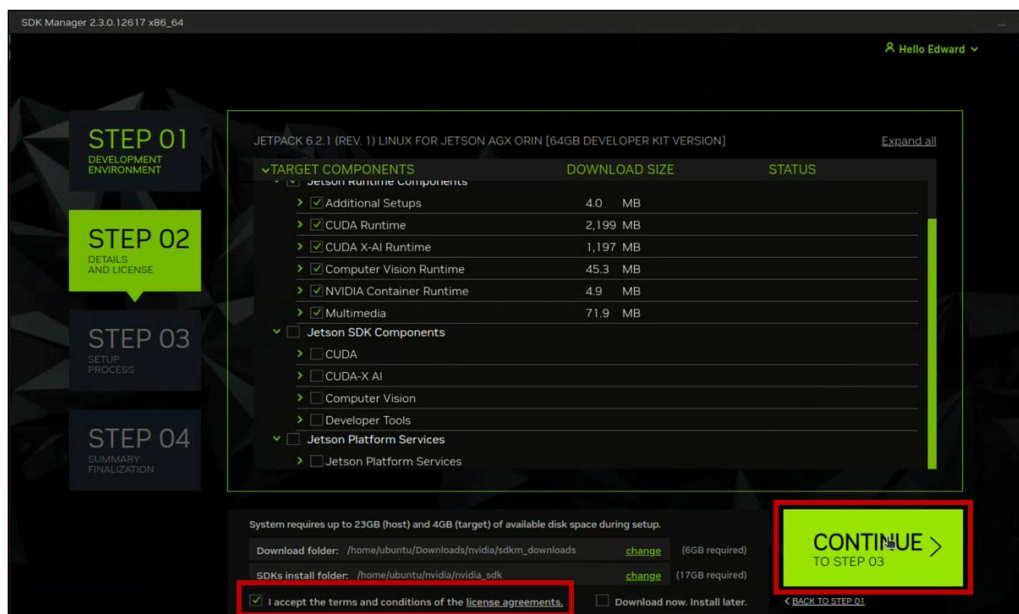 SDK Manager 2.3.0.12617 x86_64
Hello Edward
STEP 01
DEVELOPMENT
ENVIRONMENT
STEP 02
DETAILS
AND LICENSE
STEP 03
SETUP
PROCESS
STEP 04
SUMMARY
FINALIZATION
JETPACK 6.2.1 (REV. 1) LINUX FOR JETSON AGX ORIN [64GB DEVELOPER KIT VERSION] Expand all
TARGET COMPONENTS DOWNLOAD SIZE STATUS
Jetson Runtime Components
Additional Setups 4.0 MB
CUDA Runtime 2,199 MB
CUDA X-AI Runtime 1,197 MB
Computer Vision Runtime 45.3 MB
NVIDIA Container Runtime 4.9 MB
Multimedia 71.9 MB
Jetson SDK Components
CUDA
CUDA-X AI
Computer Vision
Developer Tools
Jetson Platform Services
Jetson Platform Services
System requires up to 23GB (host) and 4GB (target) of available disk space during setup.
Download folder: /home/ubuntu/Downloads/nvidia/sdkm_downloads change (6GB required)
SDKs install folder: /home/ubuntu/nvidia/nvidia_sdk change (17GB required)
I accept the terms and conditions of the license agreements. Download now. Install later.
CONTINUE
TO STEP 03
< BACK TO STEP 01